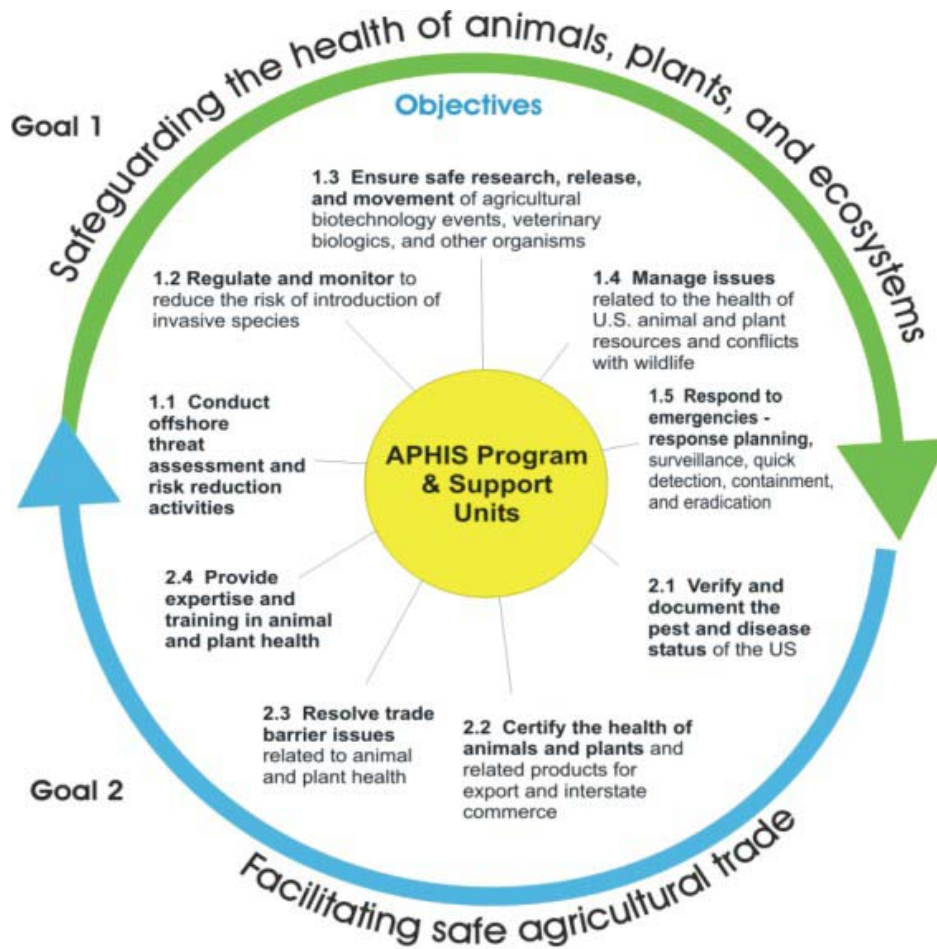 Safeguarding the health of animals, plants, and ecosystems
Goal 1
Objectives
1.3 Ensure safe research, release,
and movement of agricultural
biotechnology events, veterinary
biologics, and other organisms
1.2 Regulate and monitor to
reduce the risk of introduction of
invasive species
1.4 Manage issues
related to the health of
U.S. animal and plant
resources and conflicts
with wildlife
1.1 Conduct
offshore
threat
assessment and
risk reduction
activities
1.5 Respond to
emergencies -
response planning,
surveillance, quick
detection, containment,
and eradication
APHIS Program
& Support
Units
2.4 Provide
expertise and
training in animal
and plant health
2.1 Verify and
document the
pest and disease
status of the US
2.3 Resolve trade
barrier issues
related to animal
and plant health
2.2 Certify the health of
animals and plants and
related products for
export and interstate
commerce
Goal 2
Facilitating safe agricultural trade